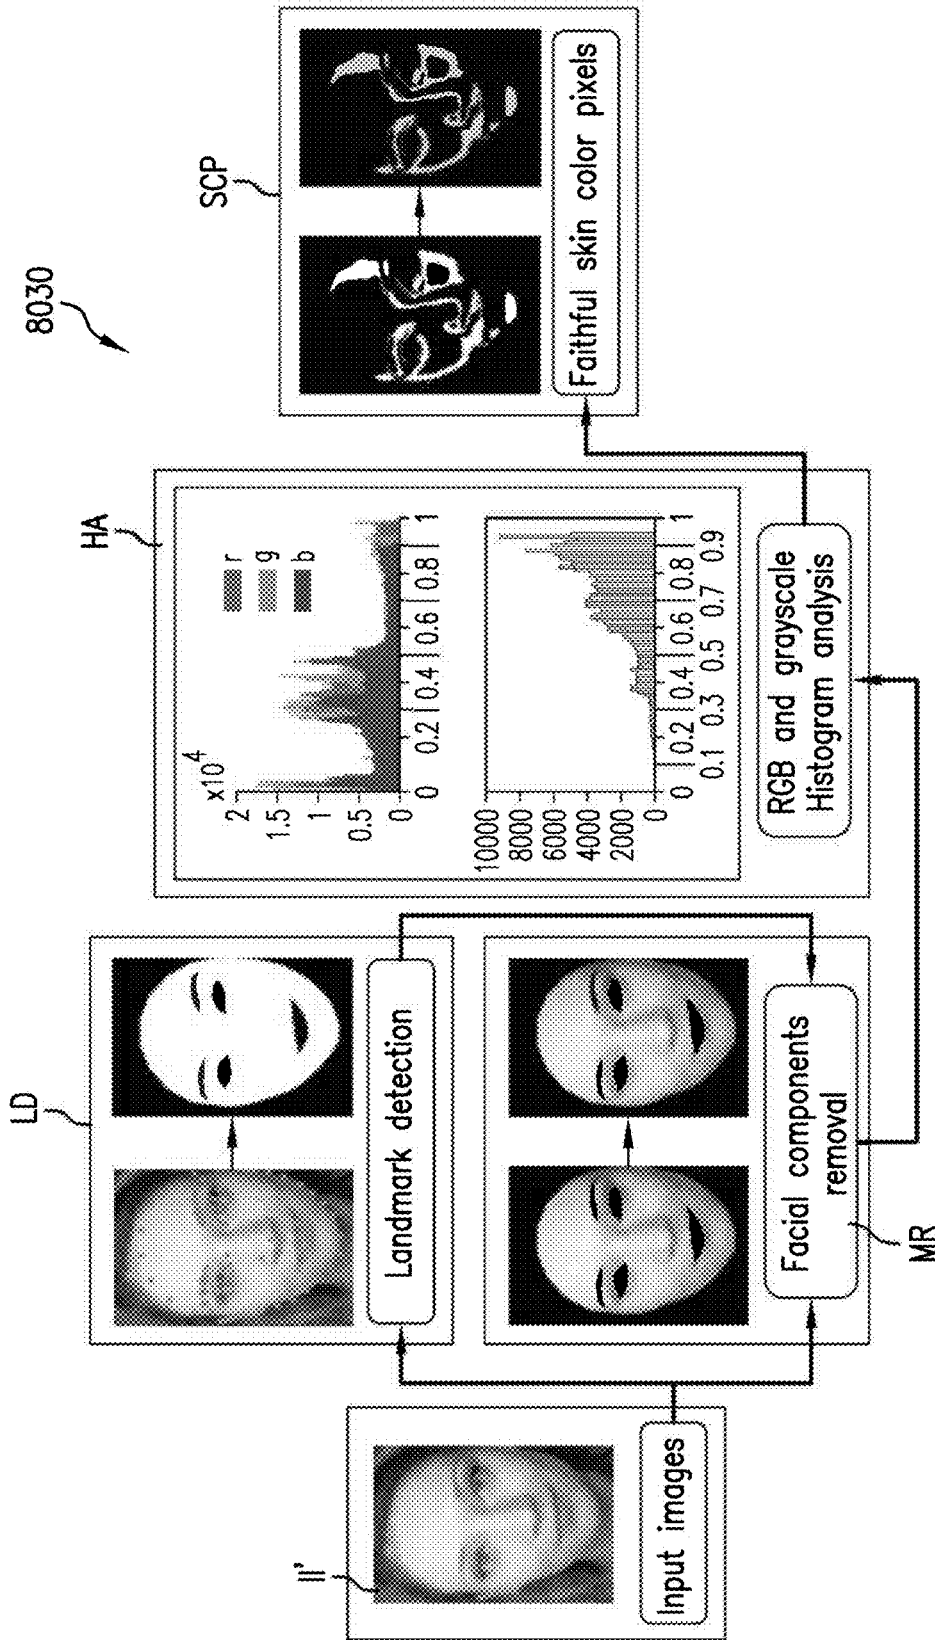 8030
II'
Input images
LD
Landmark detection
Facial components
removal
MR
HA
x10^4
2
1.5
1
0.5
0
0 0.2 0.4 0.6 0.8 1
r
g
b
10000
8000
6000
4000
2000
0
0 0.2 0.4 0.6 0.8 1
0.1 0.3 0.5 0.7 0.9
RGB and grayscale
Histogram analysis
SCP
Faithful skin color pixels